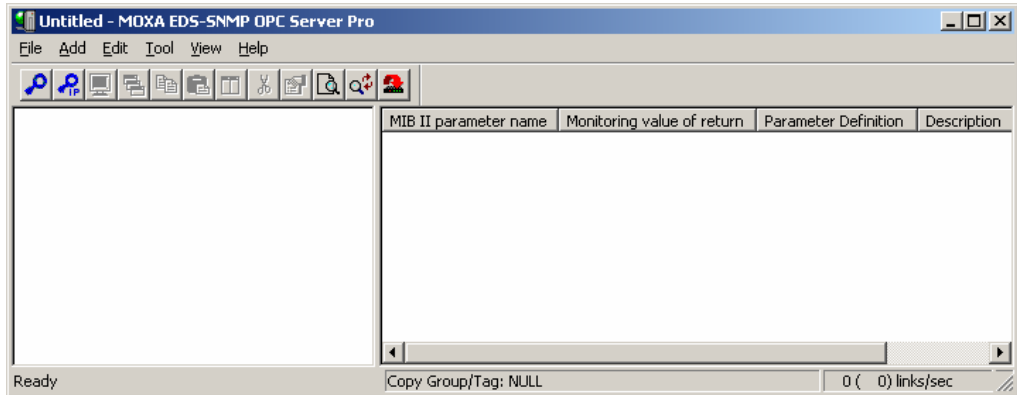 Untitled - MOXA EDS-SNMP OPC Server Pro
File Add Edit Tool View Help
IP
MIB II parameter name Monitoring value of return Parameter Definition Description
Ready Copy Group/Tag: NULL 0 ( 0) links/sec